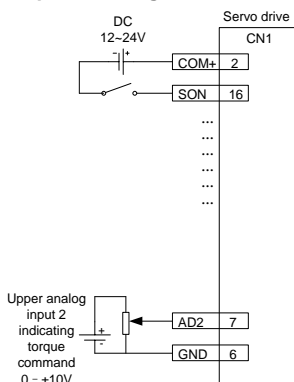 Servo drive
DC
12~24V
CN1
- +
COM+ 2
SON 16
...
...
...
...
...
...
Upper analog
input 2
indicating
torque
command
0 - +10V
+
-
AD2 7
GND 6